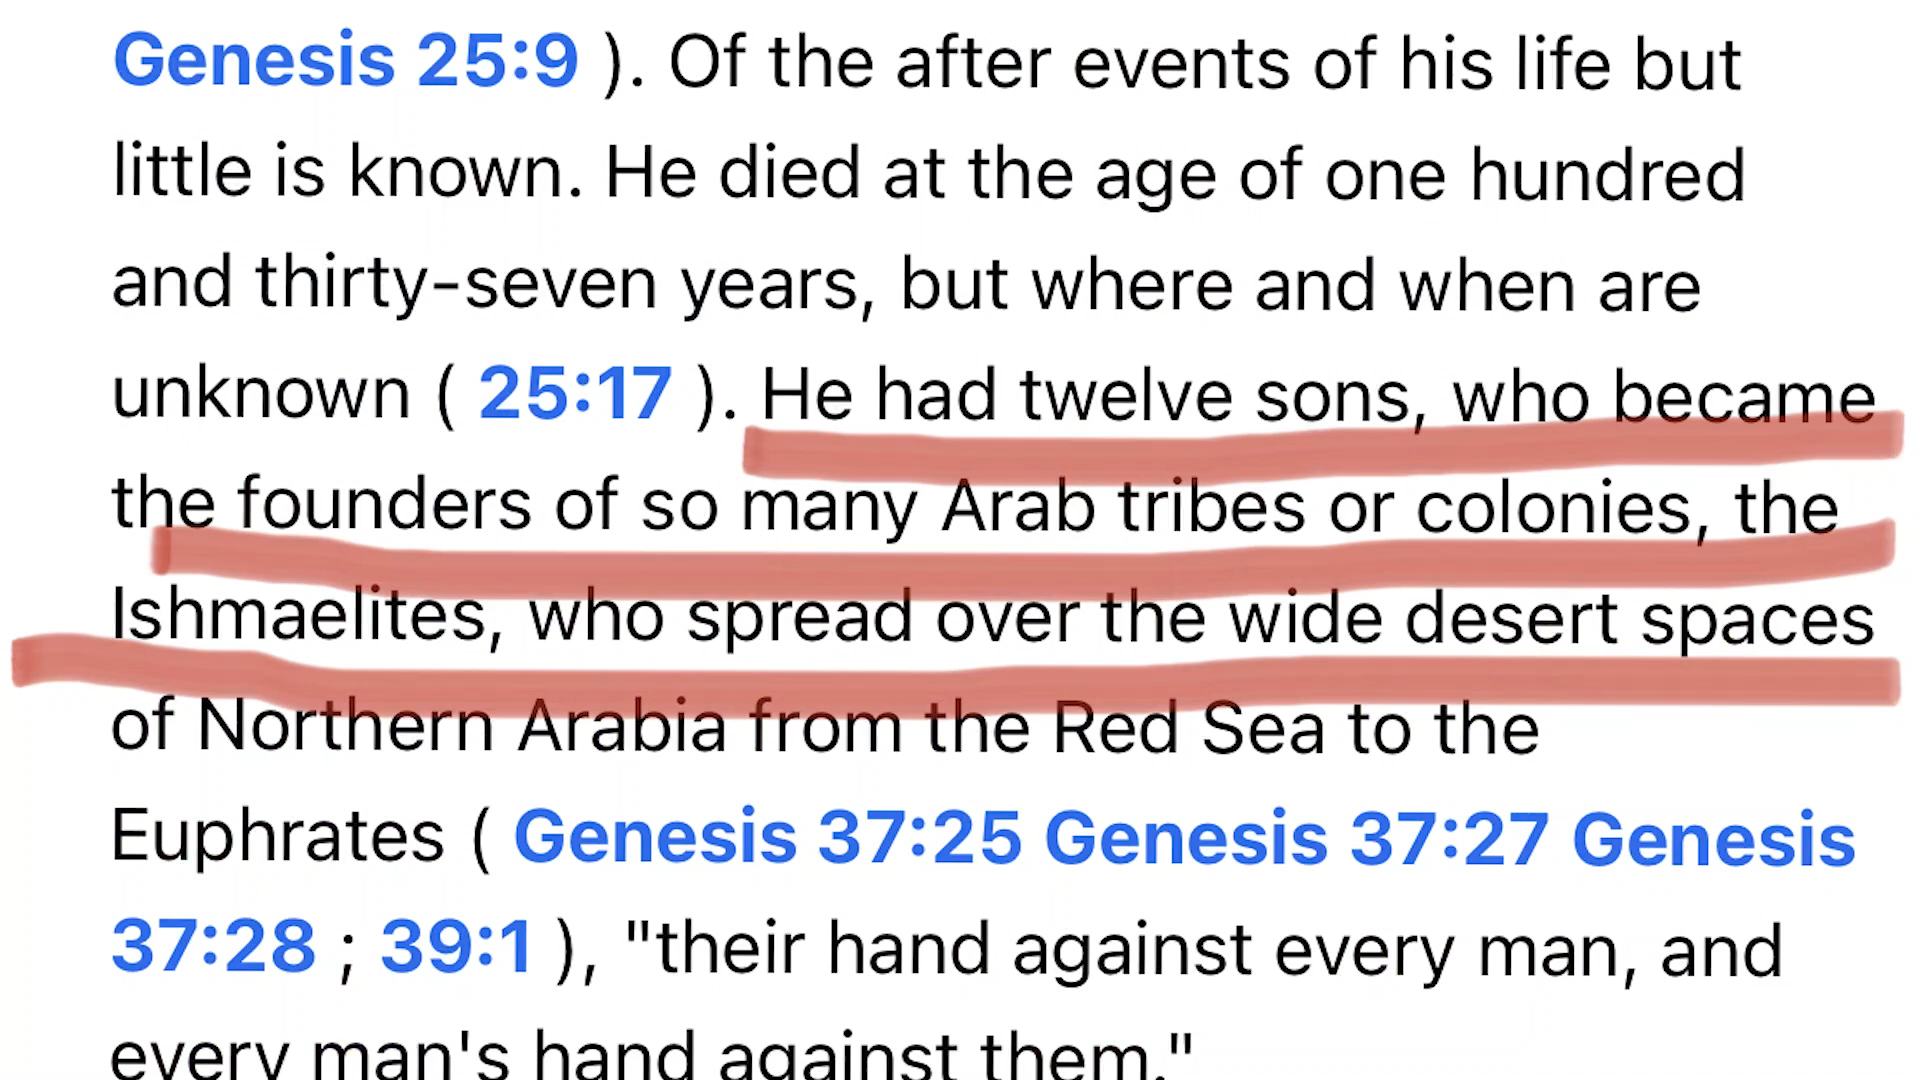 Genesis 25:9 ). Of the after events of his life but
little is known. He died at the age of one hundred
and thirty-seven years, but where and when are
unknown ( 25:17 ). He had twelve sons, who became
the founders of so many Arab tribes or colonies, the
Ishmaelites, who spread over the wide desert spaces
of Northern Arabia from the Red Sea to the
Euphrates ( Genesis 37:25 Genesis 37:27 Genesis
37:28 ; 39:1 ), "their hand against every man, and
every man's hand against them."